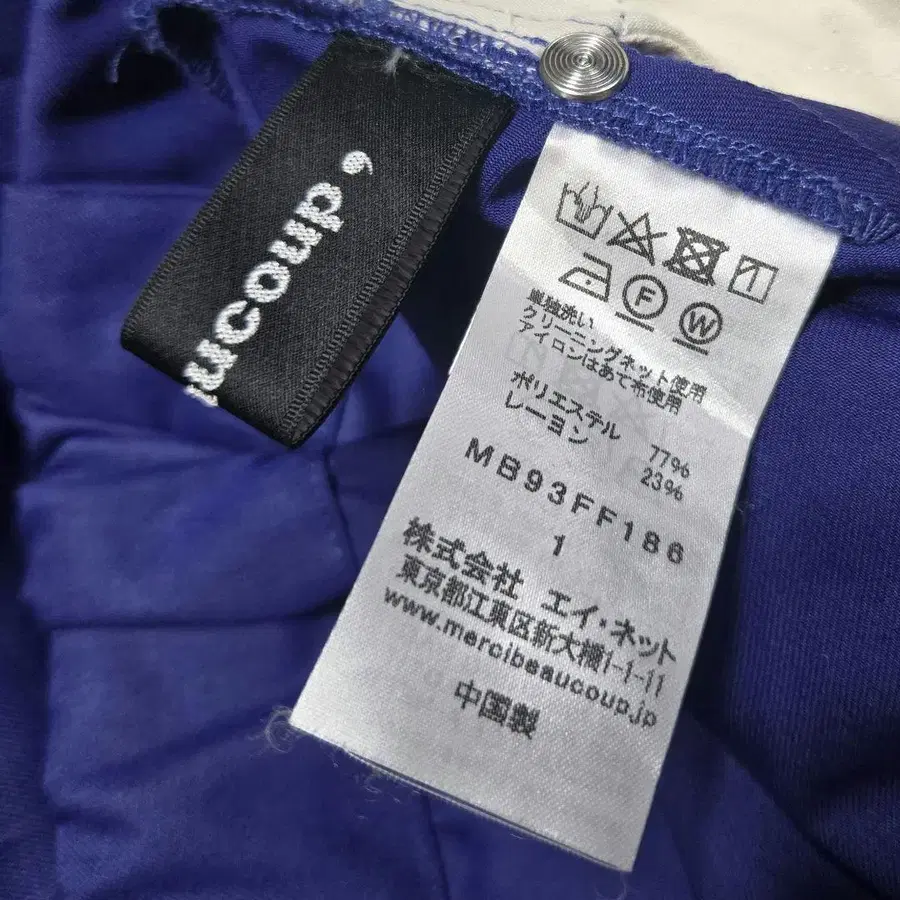 ucoup,
F
W
単独洗い
クリーニングネット使用
アイロンはあて布使用
ポリエステル 77%
レーヨン 23%
MB93FF186
1
株式会社 エイ・ネット
東京都江東区新大橋1-1-11
www.mercibeaucoup.jp
中国製